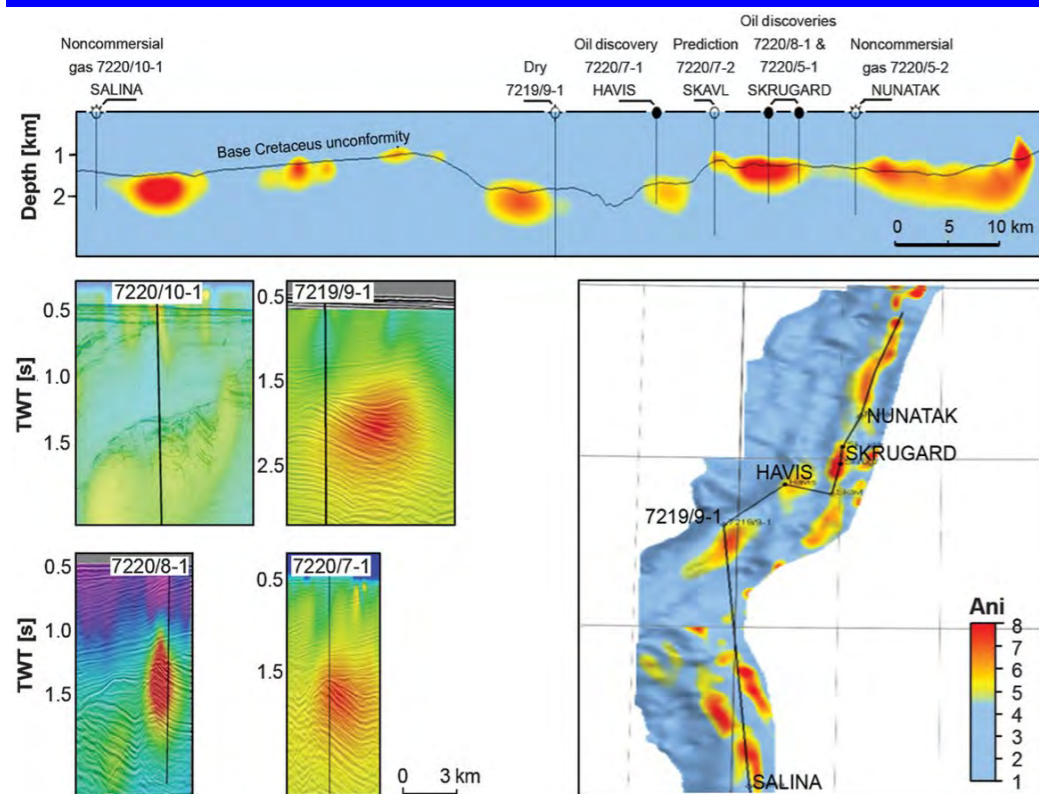 Noncommersial
gas 7220/10-1
SALINA
Dry
7219/9-1
Oil discovery
7220/7-1
HAVIS
Prediction
7220/7-2
SKAVL
Oil discoveries
7220/8-1 &
7220/5-1
SKRUGARD
Noncommersial
gas 7220/5-2
NUNATAK
Depth [km]
1
2
Base Cretaceus unconformity
0 5 10 km
TWT [s]
0.5
1.0
1.5
7220/10-1
0.5
1.5
2.5
7219/9-1
TWT [s]
0.5
1.0
1.5
7220/8-1
0.5
1.5
7220/7-1
0 3 km
NUNATAK
SKRUGARD
HAVIS
7219/9-1
7219/9-1
SALINA
Ani
8
7
6
5
4
3
2
1